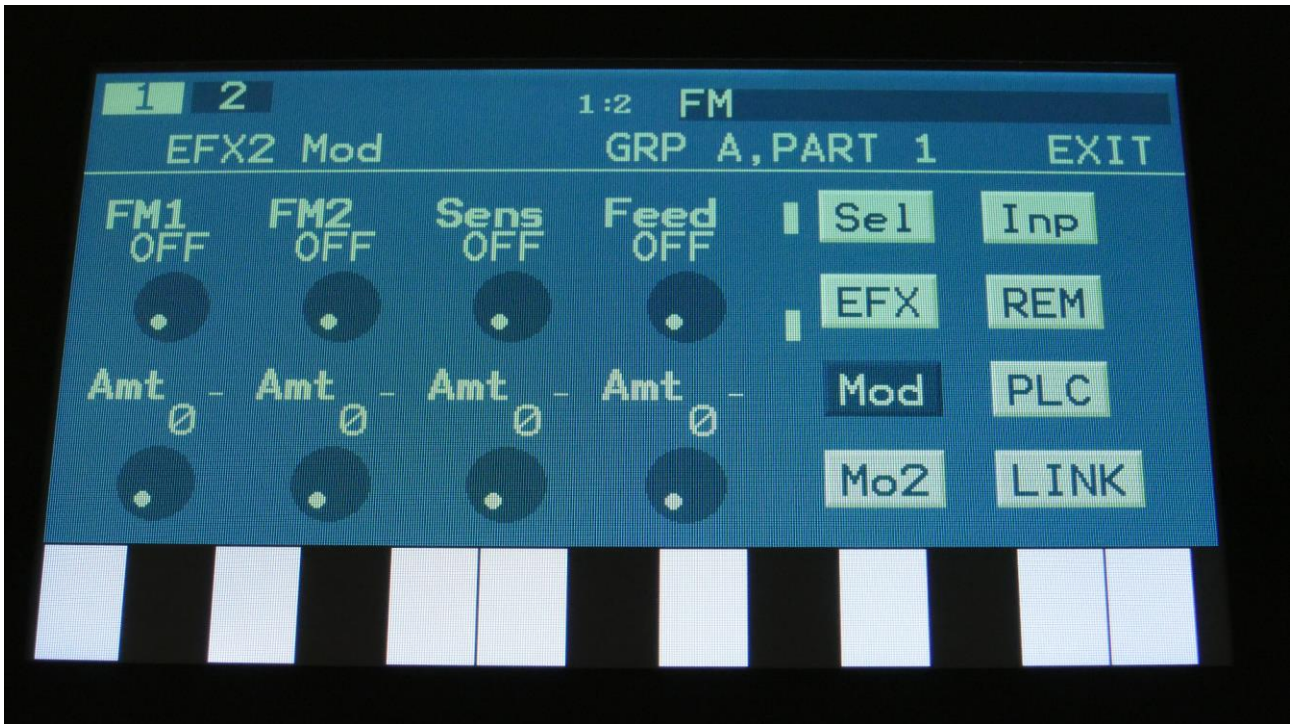 1 2 1:2 FM
EFX2 Mod GRP A,PART 1 EXIT
FM1 FM2 Sens Feed Sel Inp
OFF OFF OFF OFF
EFX REM
Amt - Amt - Amt - Amt - Mod PLC
0 0 0 0
Mo2 LINK